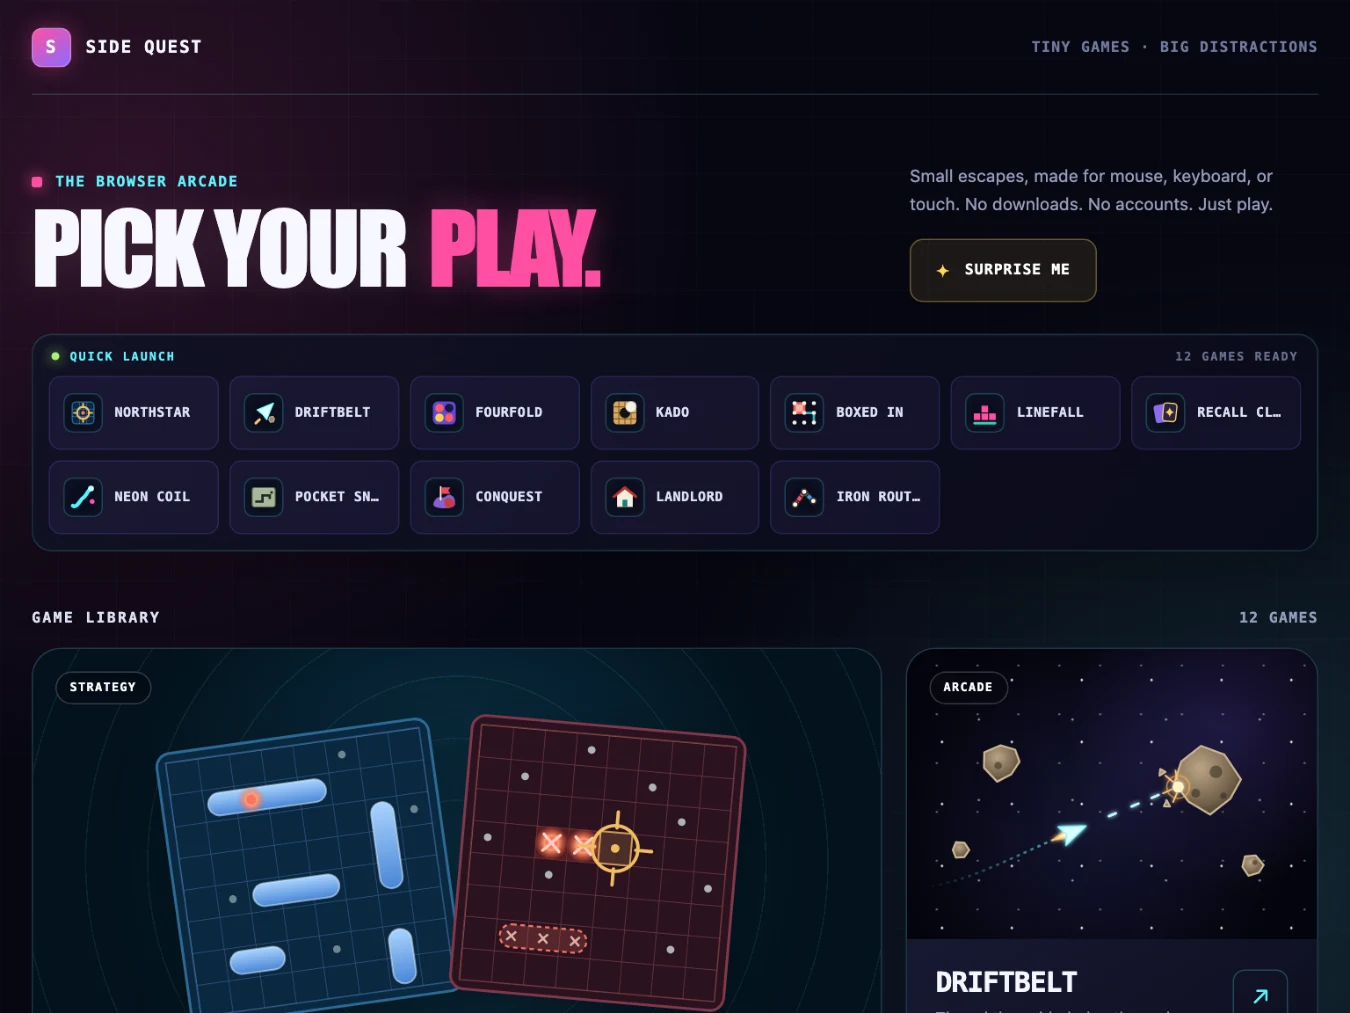 S SIDE QUEST
TINY GAMES · BIG DISTRACTIONS
THE BROWSER ARCADE
PICK YOUR PLAY.
Small escapes, made for mouse, keyboard, or
touch. No downloads. No accounts. Just play.
SURPRISE ME
QUICK LAUNCH
12 GAMES READY
NORTHSTAR
DRIFTBELT
FOURFOLD
KADO
BOXED IN
LINEFALL
RECALL CL…
NEON COIL
POCKET SN…
CONQUEST
LANDLORD
IRON ROUT…
GAME LIBRARY
12 GAMES
STRATEGY
ARCADE
DRIFTBELT